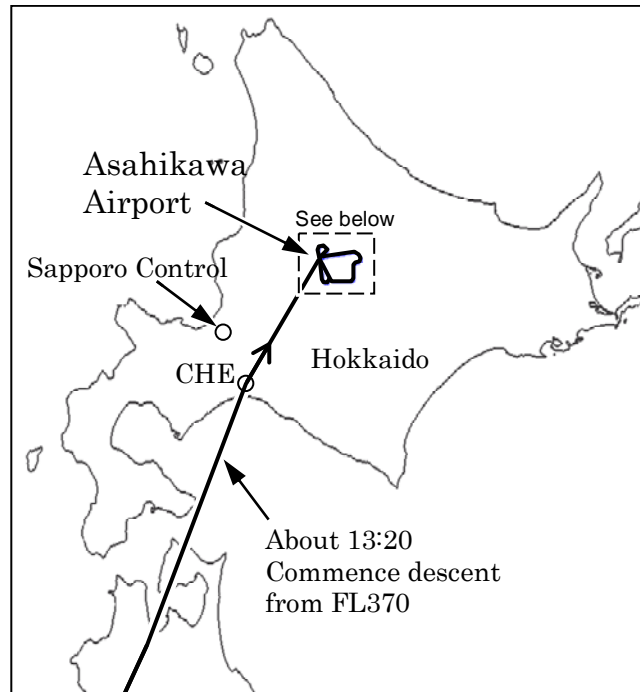 Asahikawa
Airport
See below
Sapporo Control
CHE
Hokkaido
About 13:20
Commence descent
from FL370